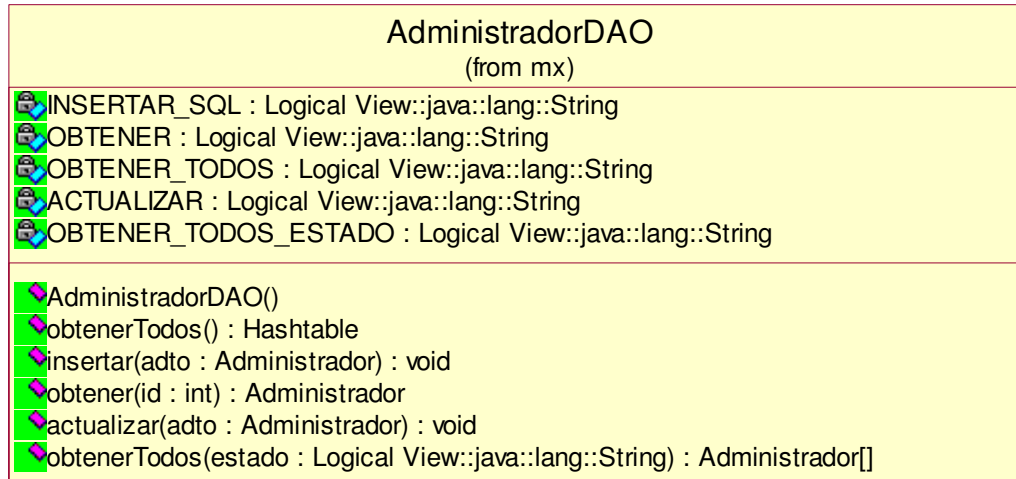 AdministradorDAO
(from mx)
INSERTAR_SQL : Logical View::java::lang::String
OBTENER : Logical View::java::lang::String
OBTENER_TODOS : Logical View::java::lang::String
ACTUALIZAR : Logical View::java::lang::String
OBTENER_TODOS_ESTADO : Logical View::java::lang::String
AdministradorDAO()
obtenerTodos() : Hashtable
insertar(adto : Administrador) : void
obtener(id : int) : Administrador
actualizar(adto : Administrador) : void
obtenerTodos(estado : Logical View::java::lang::String) : Administrador[]